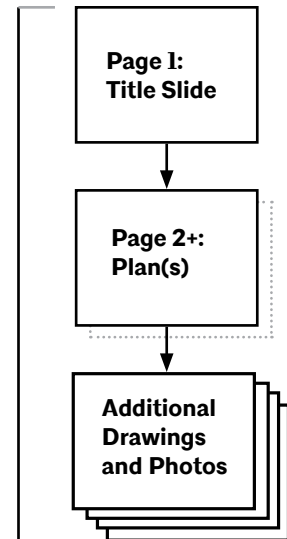 Page 1:
Title Slide
Page 2+:
Plan(s)
Additional
Drawings
and Photos